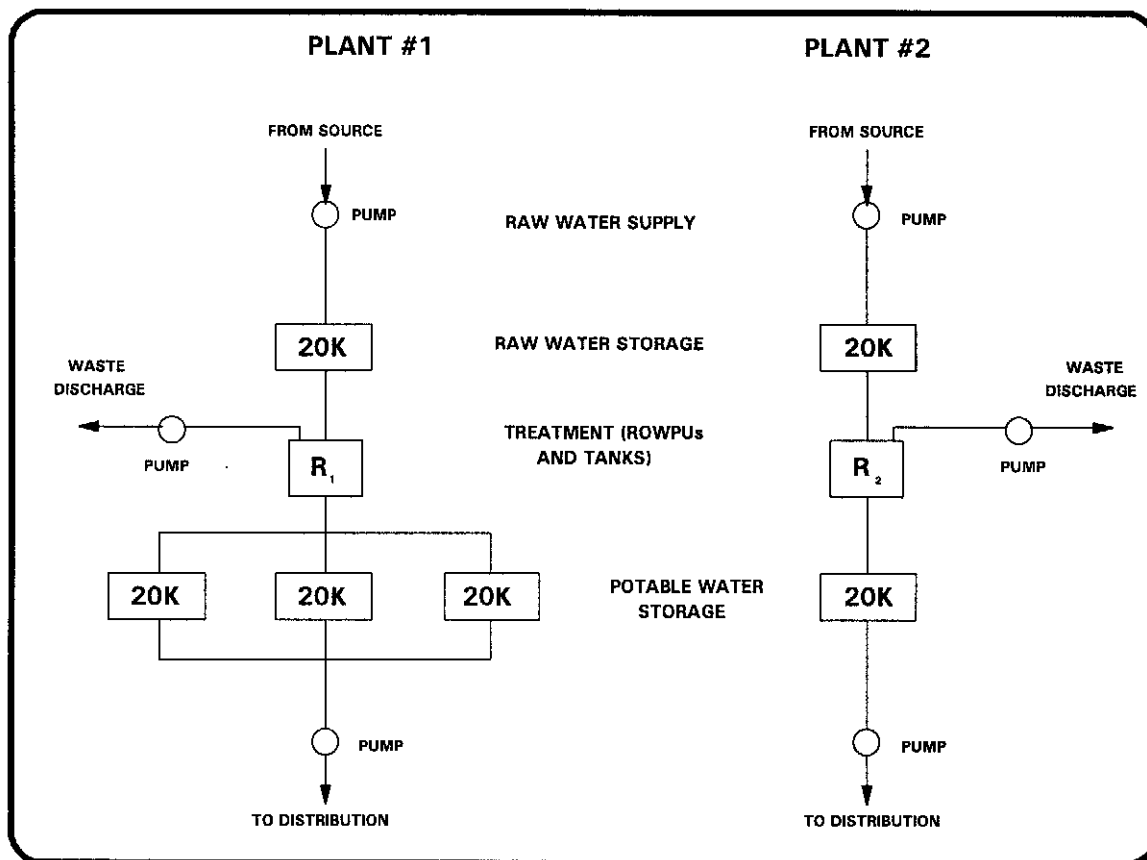 PLANT #1
PLANT #2
FROM SOURCE
FROM SOURCE
PUMP
RAW WATER SUPPLY
PUMP
20K
RAW WATER STORAGE
20K
WASTE
DISCHARGE
WASTE
DISCHARGE
TREATMENT (ROWPUs
AND TANKS)
PUMP
R1
R2
PUMP
20K
20K
20K
POTABLE WATER
STORAGE
20K
PUMP
PUMP
TO DISTRIBUTION
TO DISTRIBUTION